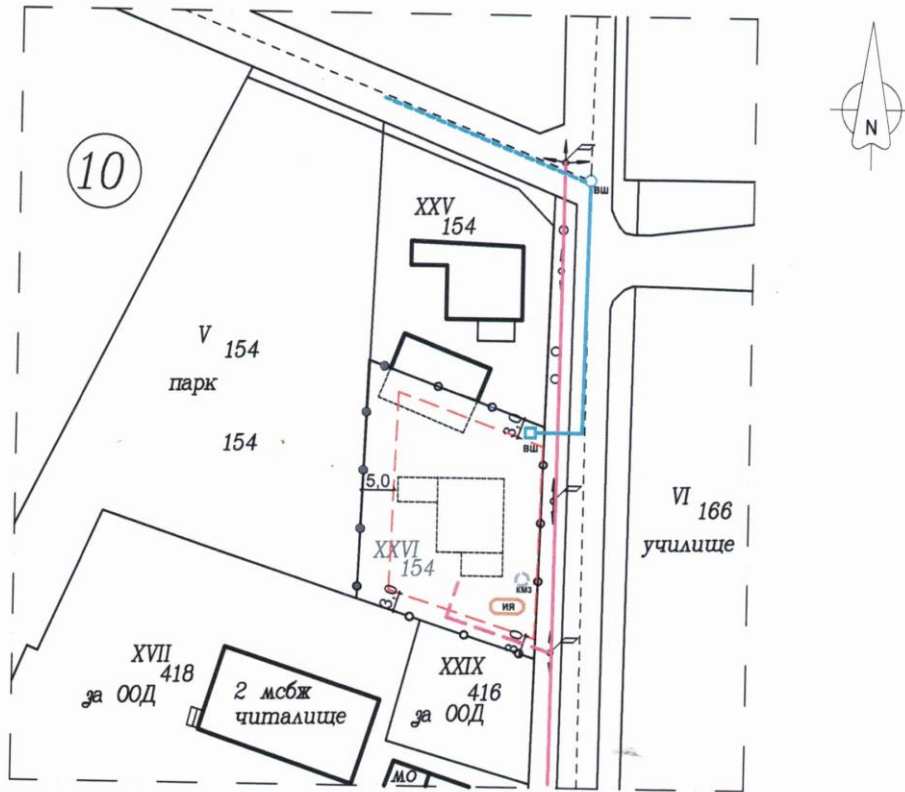 10
N
ВШ
XXV
154
V
154
парк
154
3,0
ВШ
5,0
VI
166
училище
XXVI
154
КМЗ
ИЯ
3,0
3,0
XVII
418
за ООД
2 мсбж
читалище
XXIX
416
за ООД
МО